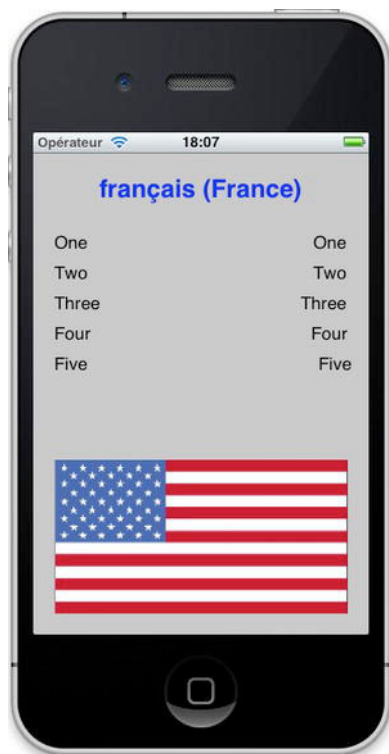 Opérateur 18:07
français (France)
One One
Two Two
Three Three
Four Four
Five Five